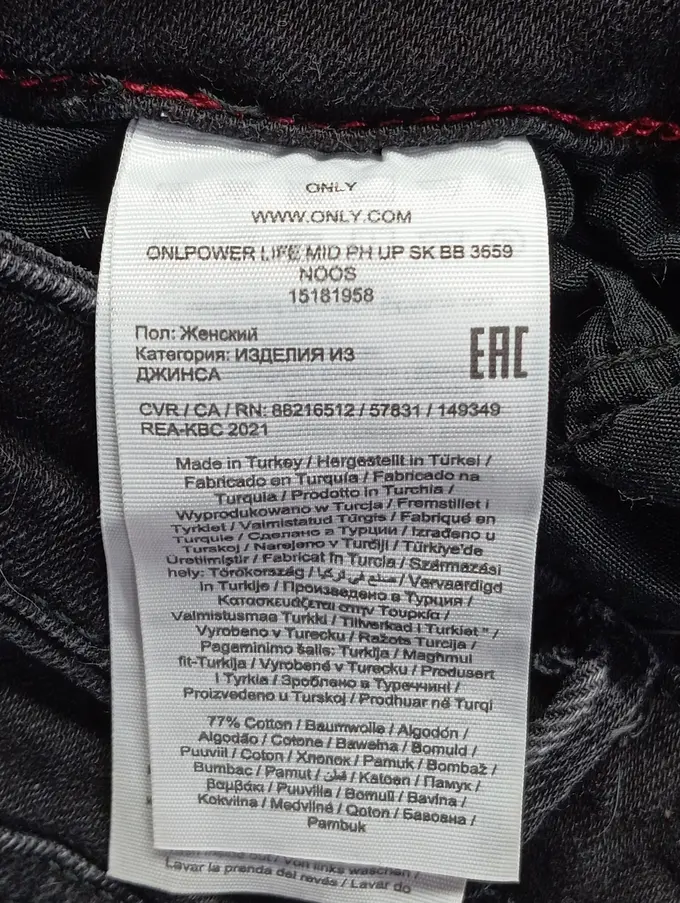 ONLY
WWW.ONLY.COM
ONLPOWER LIFE MID PH UP SK BB 3659
NOOS
15181958
Пол: Женский
Категория: ИЗДЕЛИЯ ИЗ
ДЖИНСА
EAC
CVR / CA / RN: 88216512 / 57831 / 149349
REA-KBC 2021
Made in Turkey / Hergestellt in Türkei /
Fabricado en Turquía / Fabricado na
Turquia / Prodotto in Turchia /
Wyprodukowano w Turcja / Fremstillet i
Tyrkiet / Valmistatud Türgis / Fabriqué en
Turquie / Сделано в Турции / Izrađeno u
Turskoj / Narejeno v Turčiji / Türkiye'de
Üretilmiştir / Fabricat în Turcia / Származási
hely: Törökország / صنع في تركيا / Vervaardigd
in Turkije / Произведено в Турция /
Κατασκευάζεται στην Τουρκία /
Valmistusmaa Turkki / Tillverkad i Turkiet " /
Vyrobeno v Turecku / Ražots Turcija /
Pagaminimo šalis: Turkija / Maghmul
fit-Turkija / Vyrobené v Turecku / Produsert
i Tyrkia / Зроблено в Туреччині /
Proizvedeno u Turskoj / Prodhuar në Turqi
77% Cotton / Baumwolle / Algodón /
Algodão / Cotone / Bawełna / Bomuld /
Puuvill / Coton / Хлопок / Pamuk / Bombaž /
Bumbac / Pamut / قطن / Katoen / Памук /
βαμβάκι / Puuvilla / Bomull / Bavlna /
Kokvilna / Medvilnė / Qoton / Бавовна /
Pambuk
Wash inside out / Von links waschen /
Lavar la prenda del revés / Lavar do